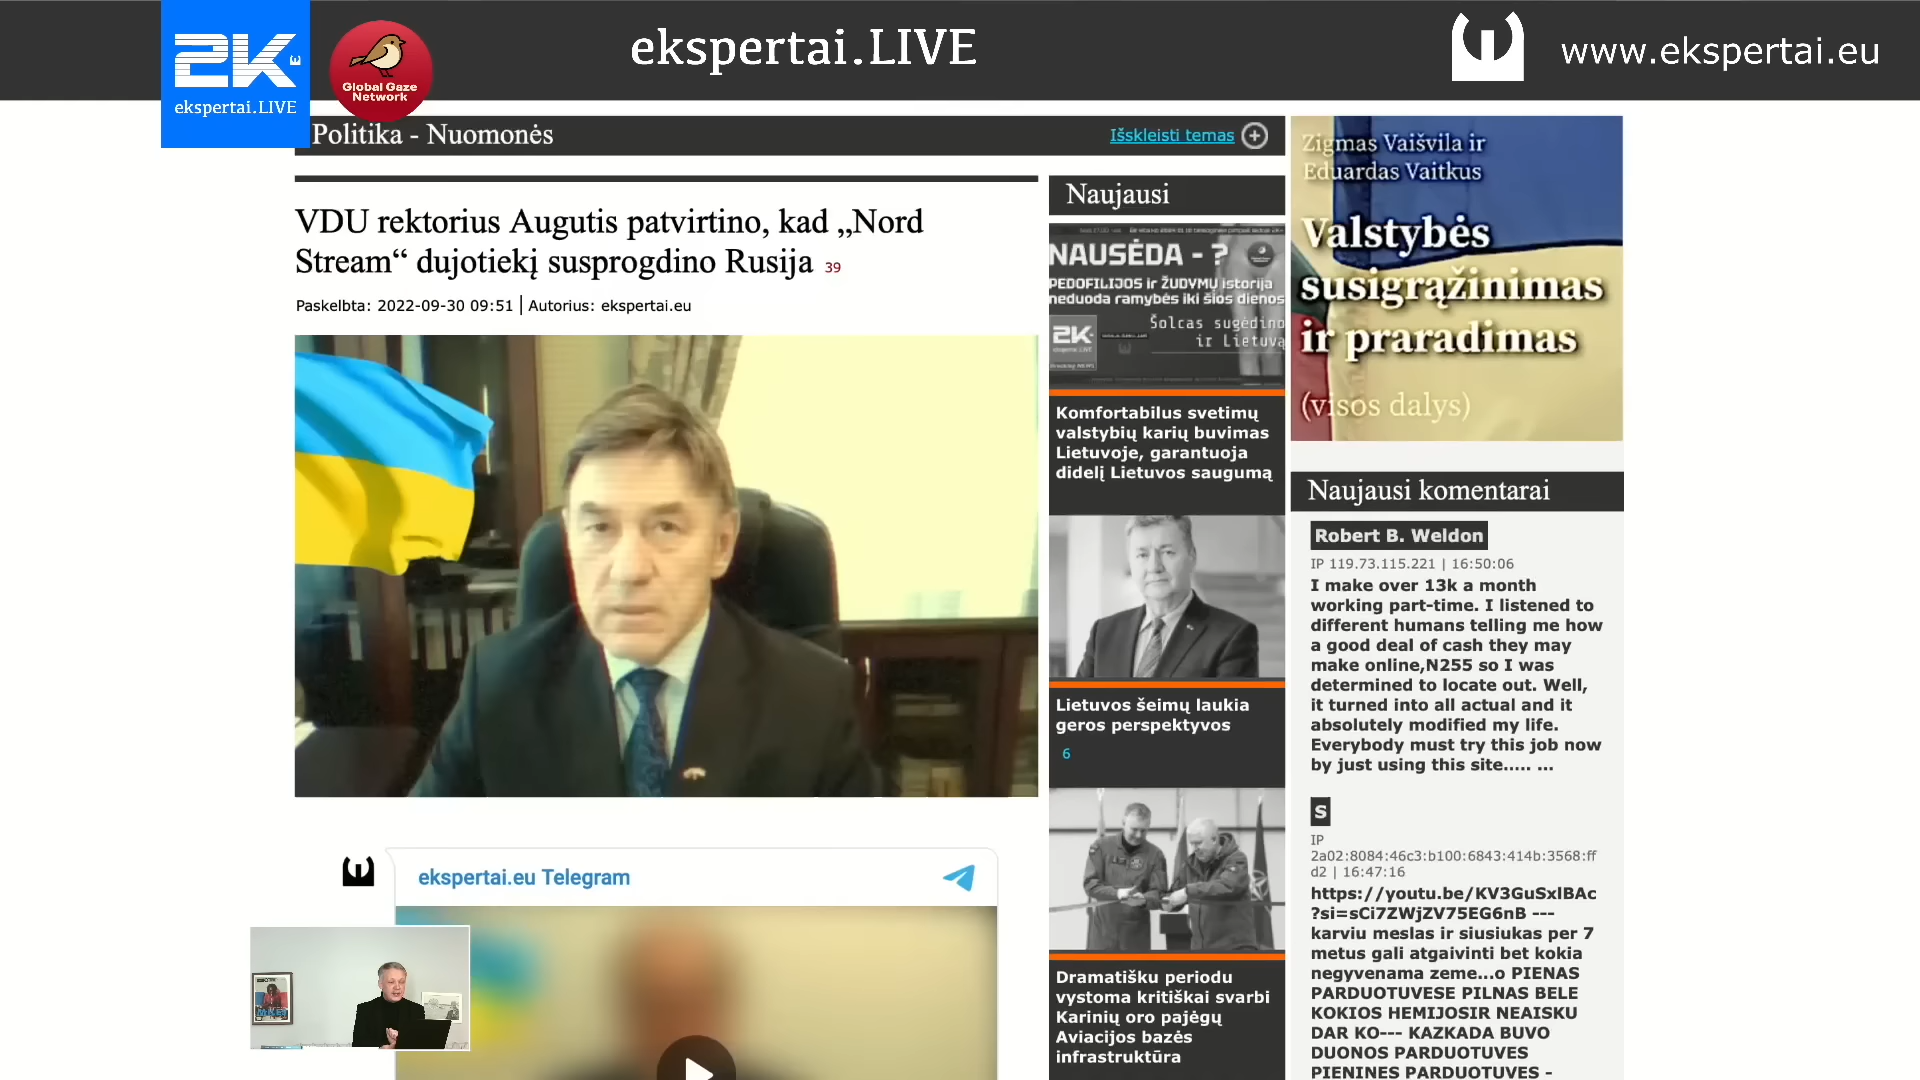 2K
ekspertai.LIVE
Global Gaze
Network
ekspertai.LIVE
www.ekspertai.eu
Politika - Nuomonės
Išskleisti temas
VDU rektorius Augutis patvirtino, kad „Nord
Stream“ dujotiekį susprogdino Rusija 39
Paskelbta: 2022-09-30 09:51 | Autorius: ekspertai.eu
ekspertai.eu Telegram
Naujausi
NAUSĖDA - ?
PEDOFILIJOS ir ŽUDYMŲ istorija
neduoda ramybės iki šios dienos
2K
Šolcas sugėdino
ir Lietuvą
Komfortabilus svetimų
valstybių karių buvimas
Lietuvoje, garantuoja
didelį Lietuvos saugumą
Lietuvos šeimų laukia
geros perspektyvos
6
Dramatišku periodu
vystoma kritiškai svarbi
Karinių oro pajėgų
Aviacijos bazės
infrastruktūra
Zigmas Vaišvila ir
Eduardas Vaitkus
Valstybės
susigrąžinimas
ir praradimas
(visos dalys)
Naujausi komentarai
Robert B. Weldon
IP 119.73.115.221 | 16:50:06
I make over 13k a month
working part-time. I listened to
different humans telling me how
a good deal of cash they may
make online,N255 so I was
determined to locate out. Well,
it turned into all actual and it
absolutely modified my life.
Everybody must try this job now
by just using this site..... ...
S
IP
2a02:8084:46c3:b100:6843:414b:3568:ff
d2 | 16:47:16
https://youtu.be/KV3GuSxlBAc
?si=sCi7ZWjZV75EG6nB ---
karviu meslas ir siusiukas per 7
metus gali atgaivinti bet kokia
negyvenama zeme...o PIENAS
PARDUOTUVESE PILNAS BELE
KOKIOS HEMIJOSIR NEAISKU
DAR KO--- KAZKADA BUVO
DUONOS PARDUOTUVES
PIENINES PARDUOTUVES -